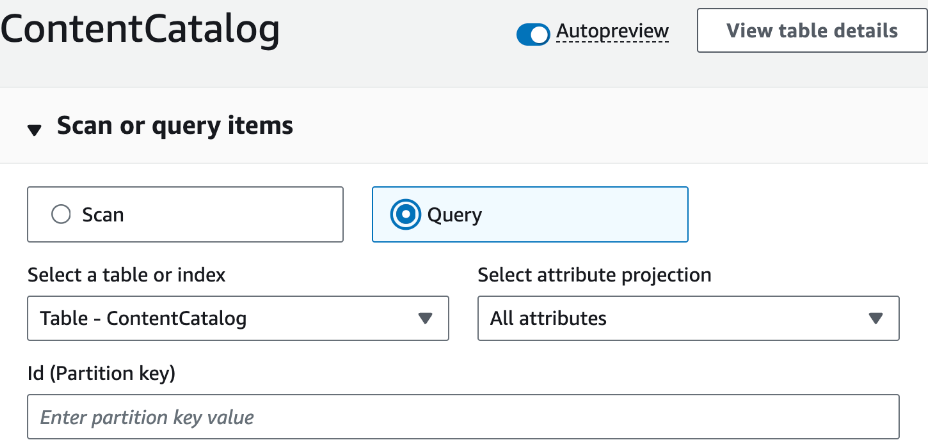 ContentCatalog
Autopreview
View table details
Scan or query items
Scan
Query
Select a table or index
Select attribute projection
Table - ContentCatalog
All attributes
Id (Partition key)
Enter partition key value